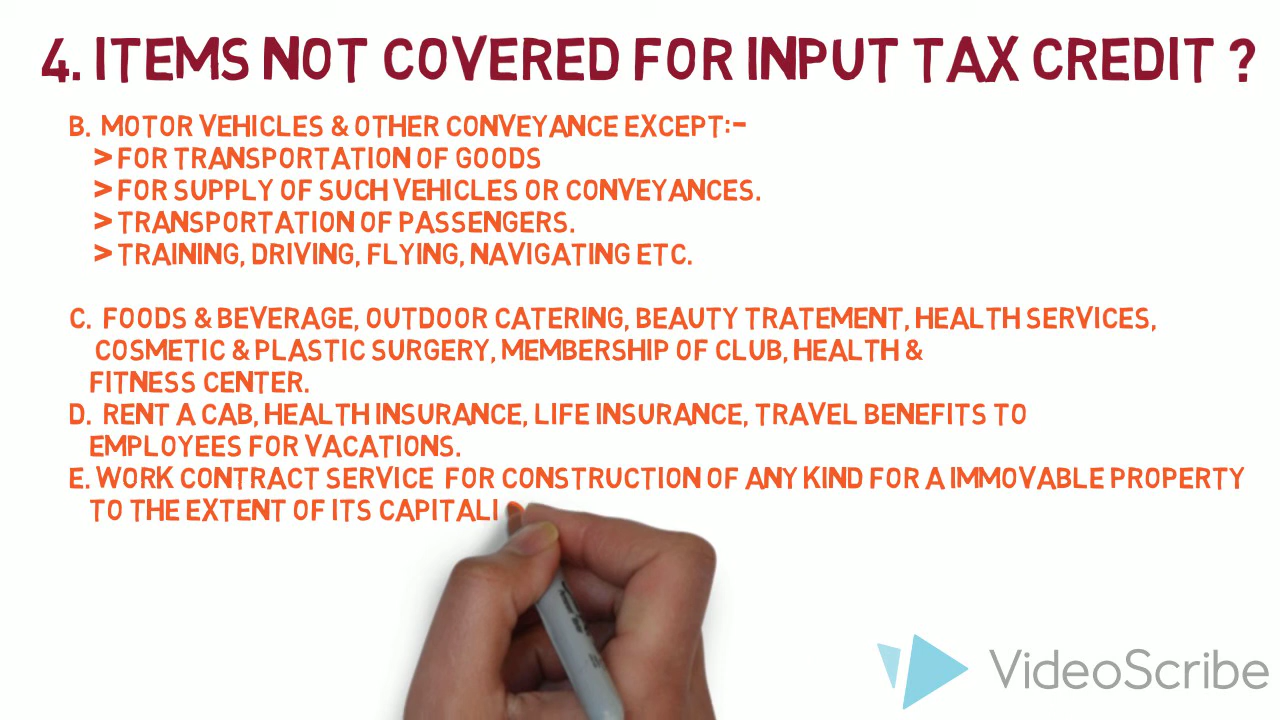 4. ITEMS NOT COVERED FOR INPUT TAX CREDIT ?
B. MOTOR VEHICLES & OTHER CONVEYANCE EXCEPT:-
> FOR TRANSPORTATION OF GOODS
> FOR SUPPLY OF SUCH VEHICLES OR CONVEYANCES.
> TRANSPORTATION OF PASSENGERS.
> TRAINING, DRIVING, FLYING, NAVIGATING ETC.
C. FOODS & BEVERAGE, OUTDOOR CATERING, BEAUTY TRATEMENT, HEALTH SERVICES,
COSMETIC & PLASTIC SURGERY, MEMBERSHIP OF CLUB, HEALTH &
FITNESS CENTER.
D. RENT A CAB, HEALTH INSURANCE, LIFE INSURANCE, TRAVEL BENEFITS TO
EMPLOYEES FOR VACATIONS.
E. WORK CONTRACT SERVICE FOR CONSTRUCTION OF ANY KIND FOR A IMMOVABLE PROPERTY
TO THE EXTENT OF ITS CAPITALI
VideoScribe